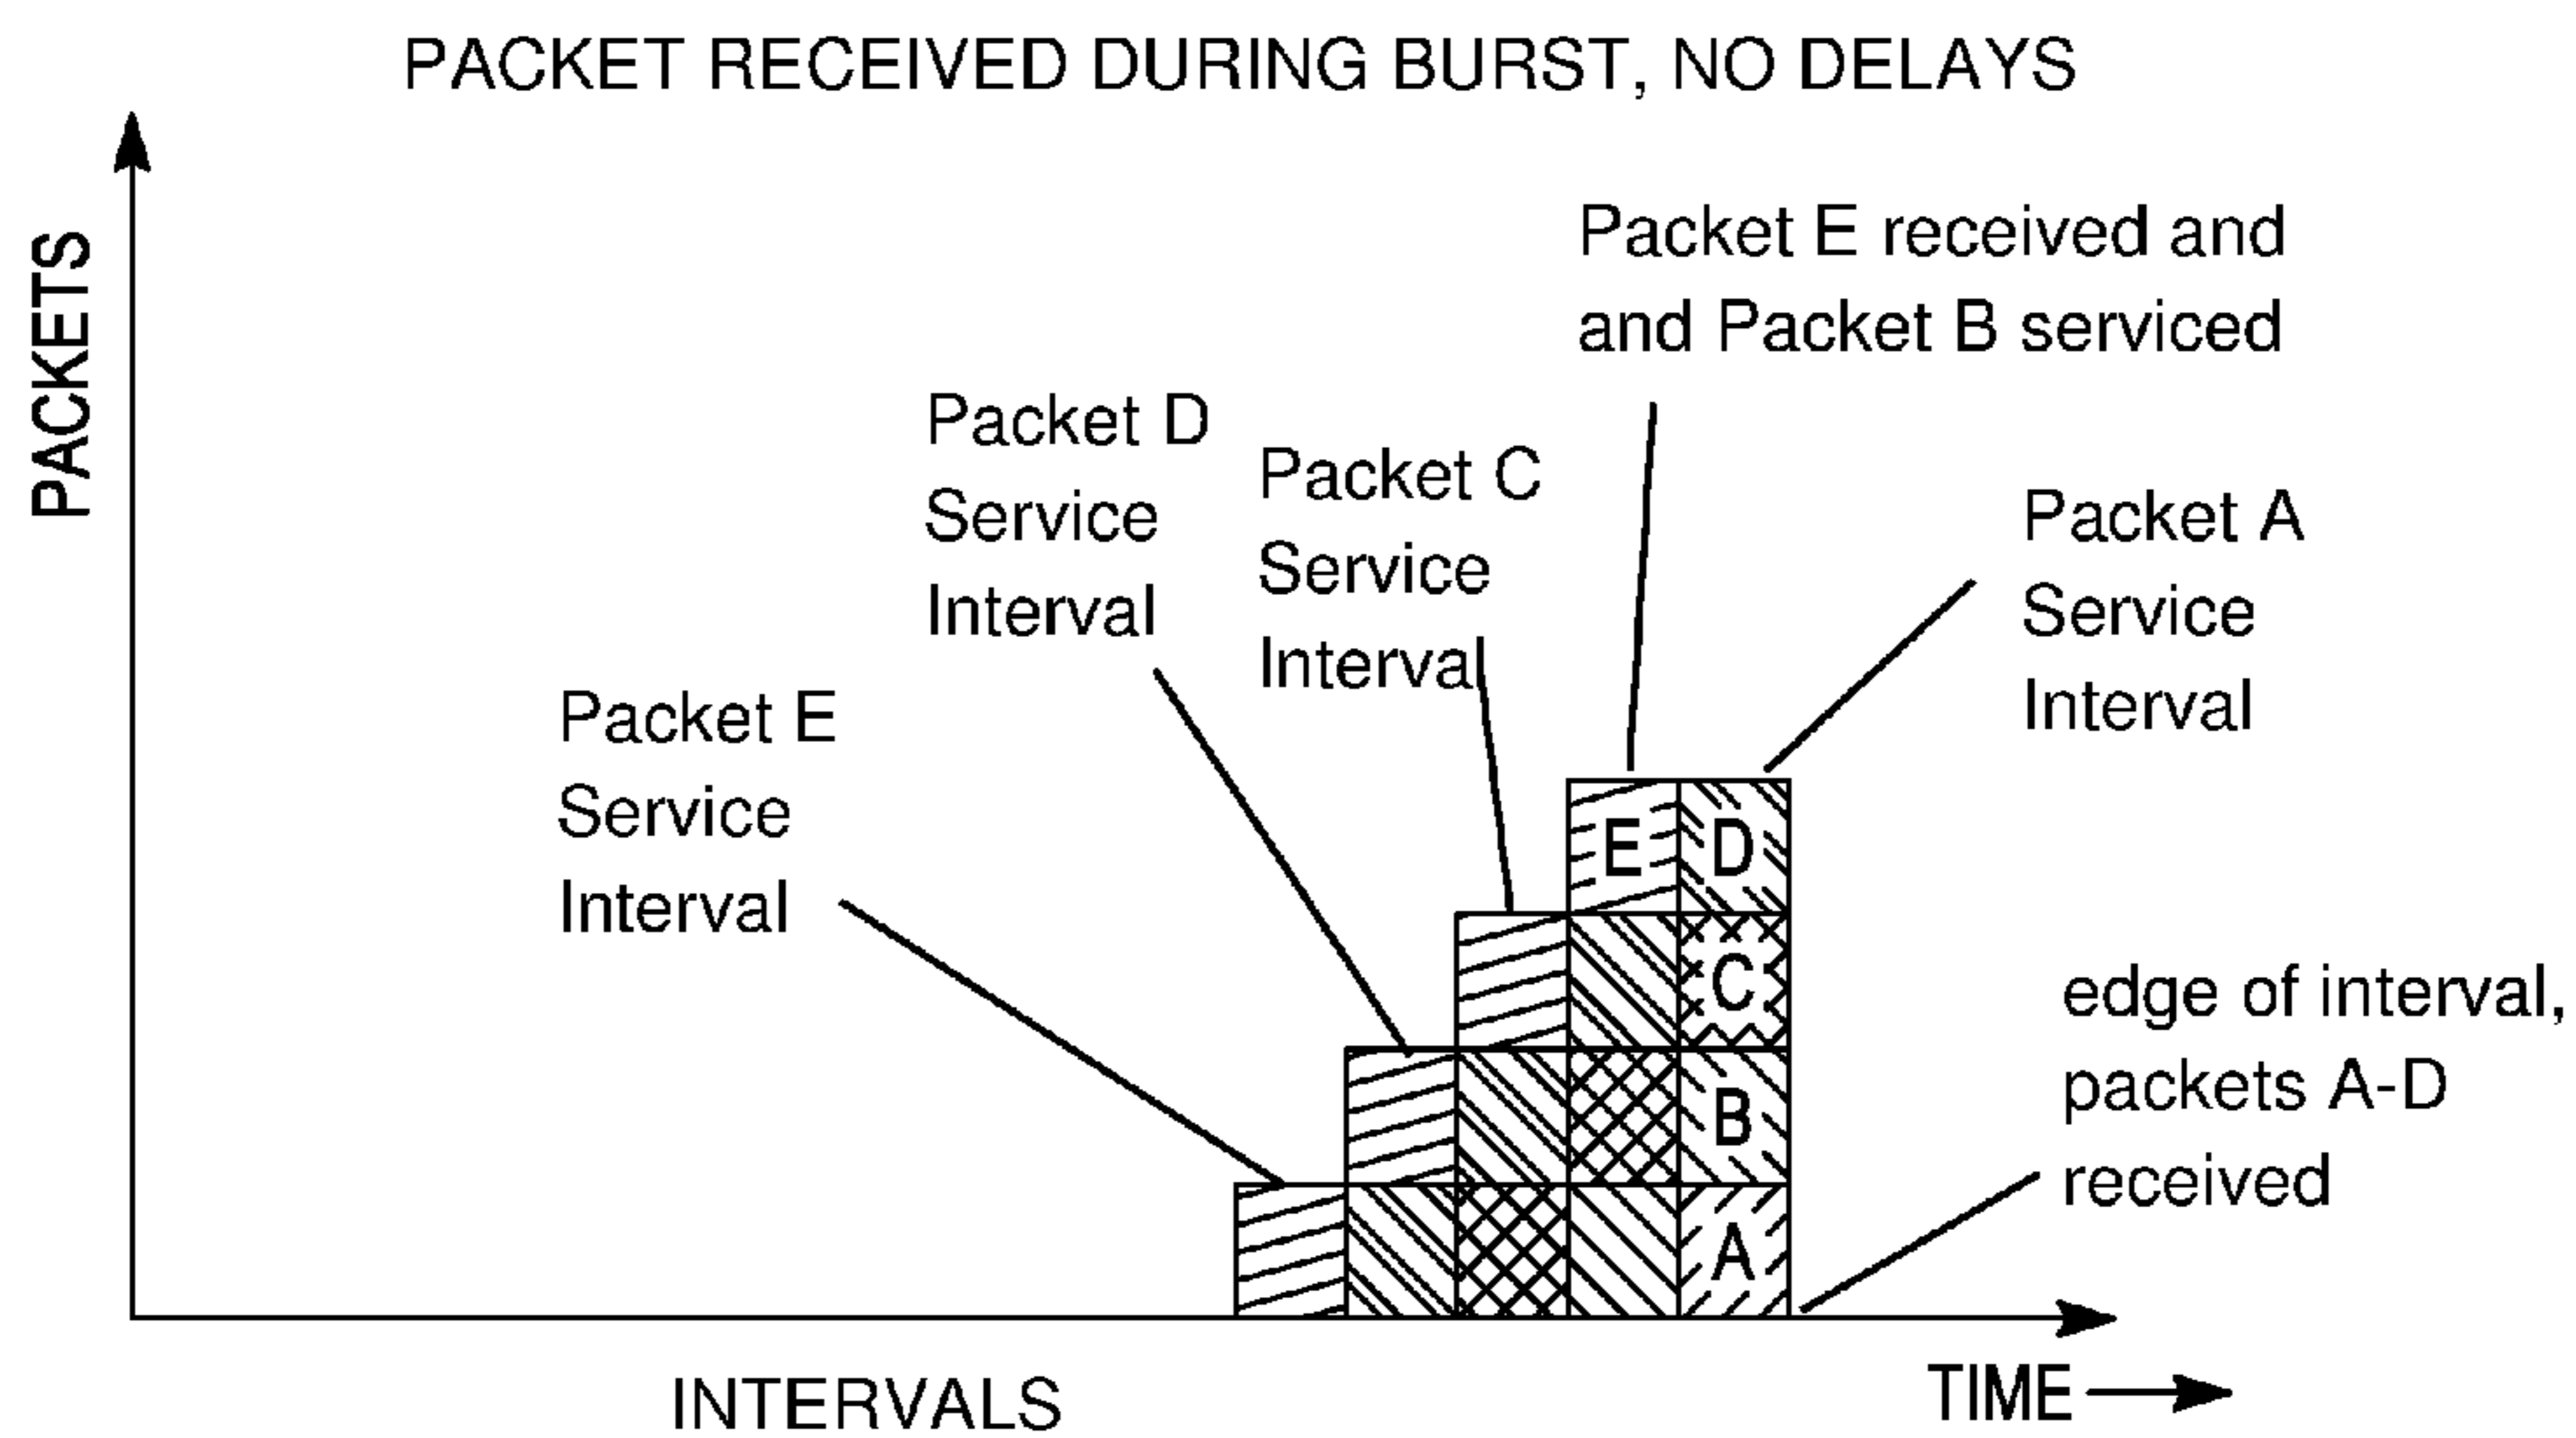 PACKET RECEIVED DURING BURST, NO DELAYS
PACKETS
Packet E received and
and Packet B serviced
Packet D
Service
Interval
Packet C
Service
Interval
Packet A
Service
Interval
Packet E
Service
Interval
E
D
C
B
A
edge of interval,
packets A-D
received
INTERVALS
TIME